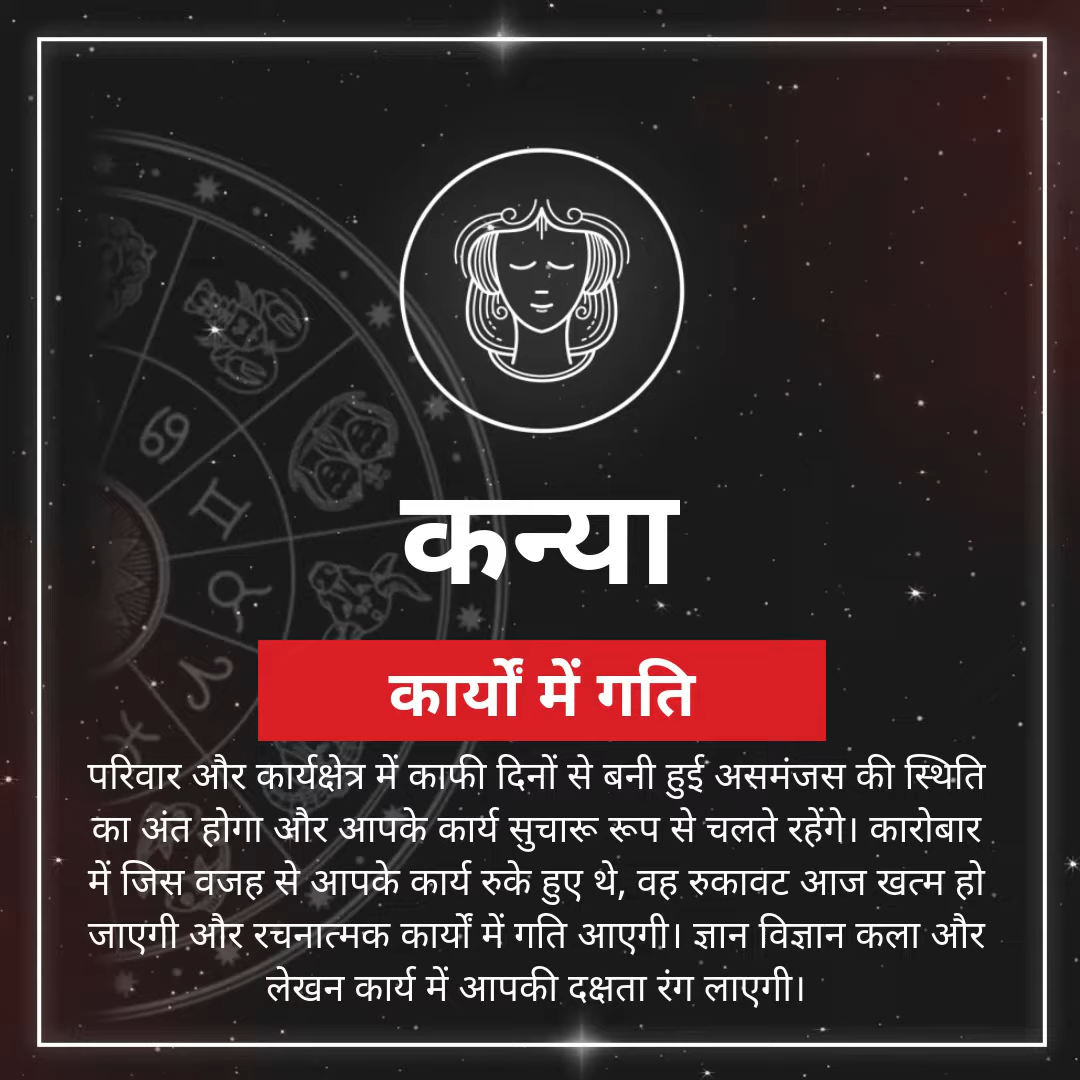 कन्या
कार्यों में गति
परिवार और कार्यक्षेत्र में काफी दिनों से बनी हुई असमंजस की स्थिति
का अंत होगा और आपके कार्य सुचारू रूप से चलते रहेंगे। कारोबार
में जिस वजह से आपके कार्य रुके हुए थे, वह रुकावट आज खत्म हो
जाएगी और रचनात्मक कार्यों में गति आएगी। ज्ञान विज्ञान कला और
लेखन कार्य में आपकी दक्षता रंग लाएगी।